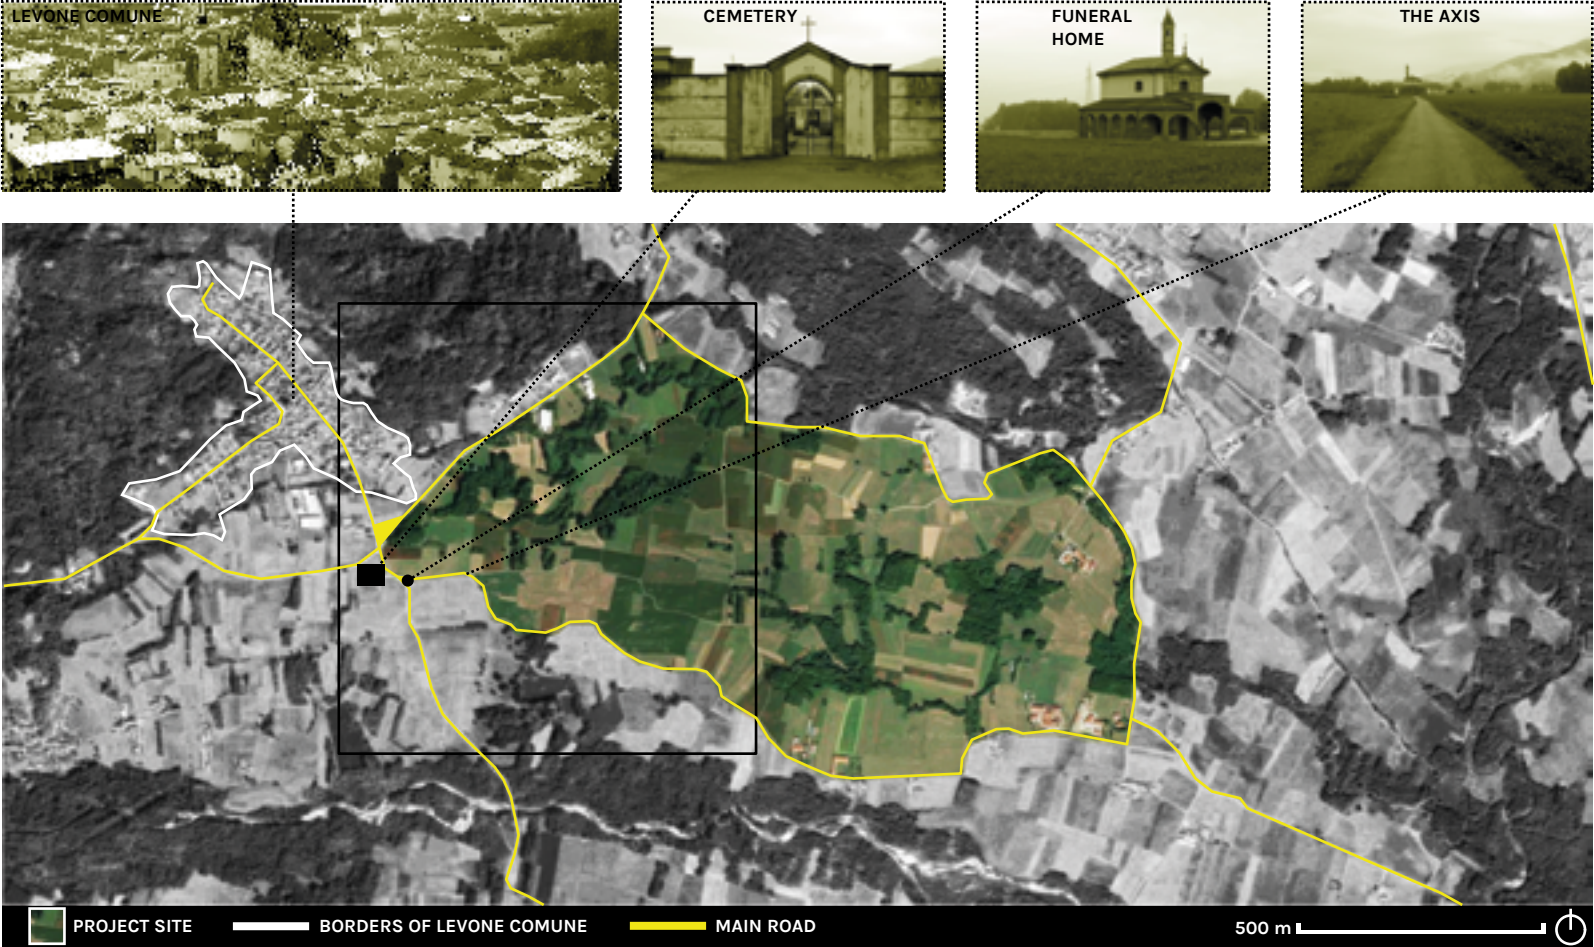 LEVONE COMUNE
CEMETERY
FUNERAL
HOME
THE AXIS
PROJECT SITE
BORDERS OF LEVONE COMUNE
MAIN ROAD
500 m